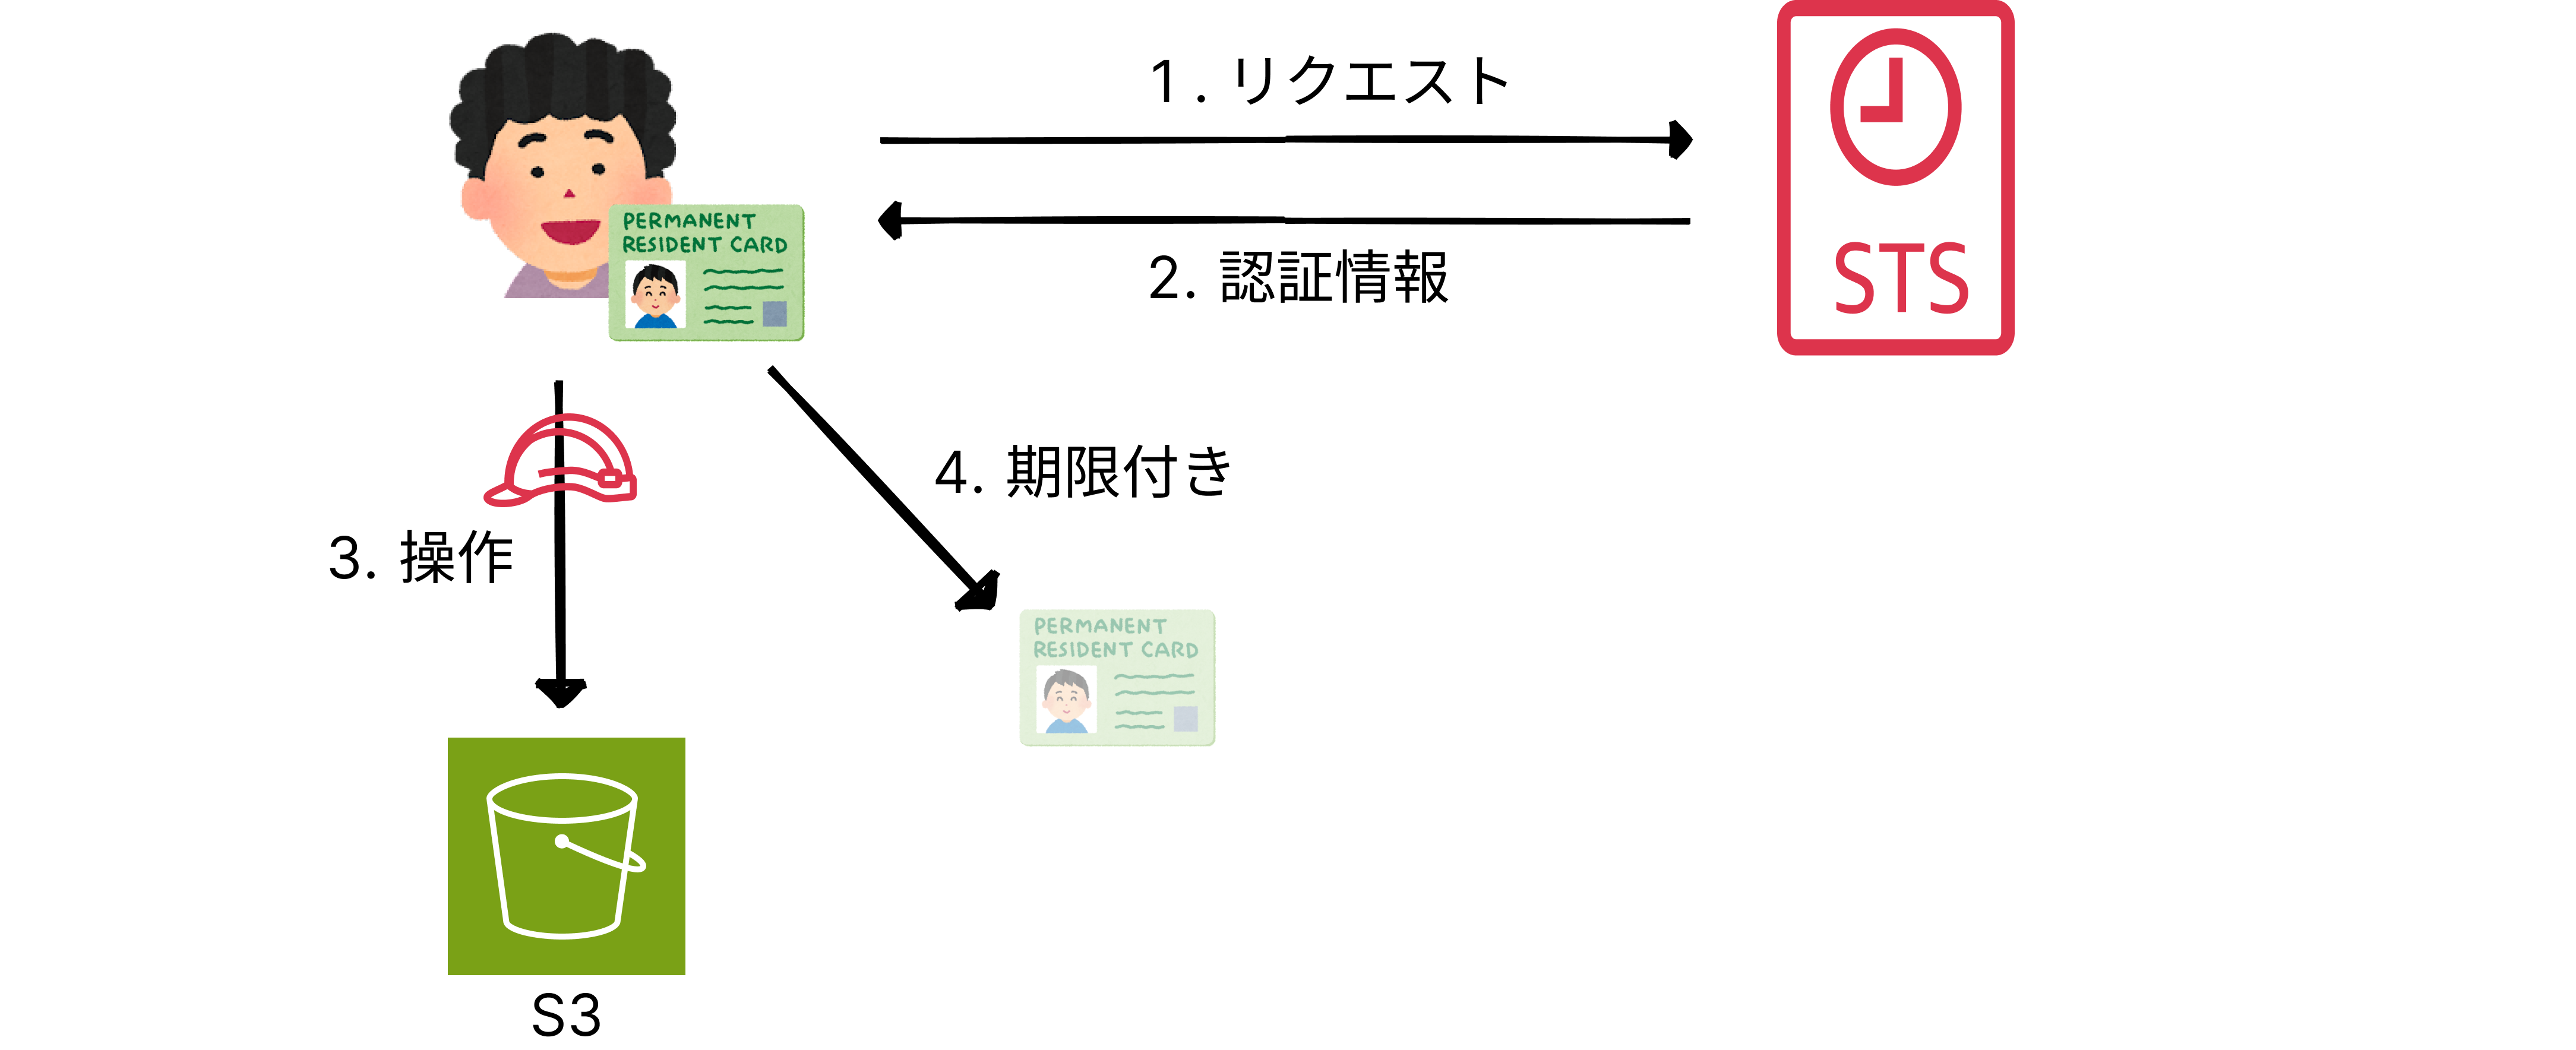 1. リクエスト
STS
PERMANENT
RESIDENT CARD
2. 認証情報
4. 期限付き
3. 操作
PERMANENT
RESIDENT CARD
S3